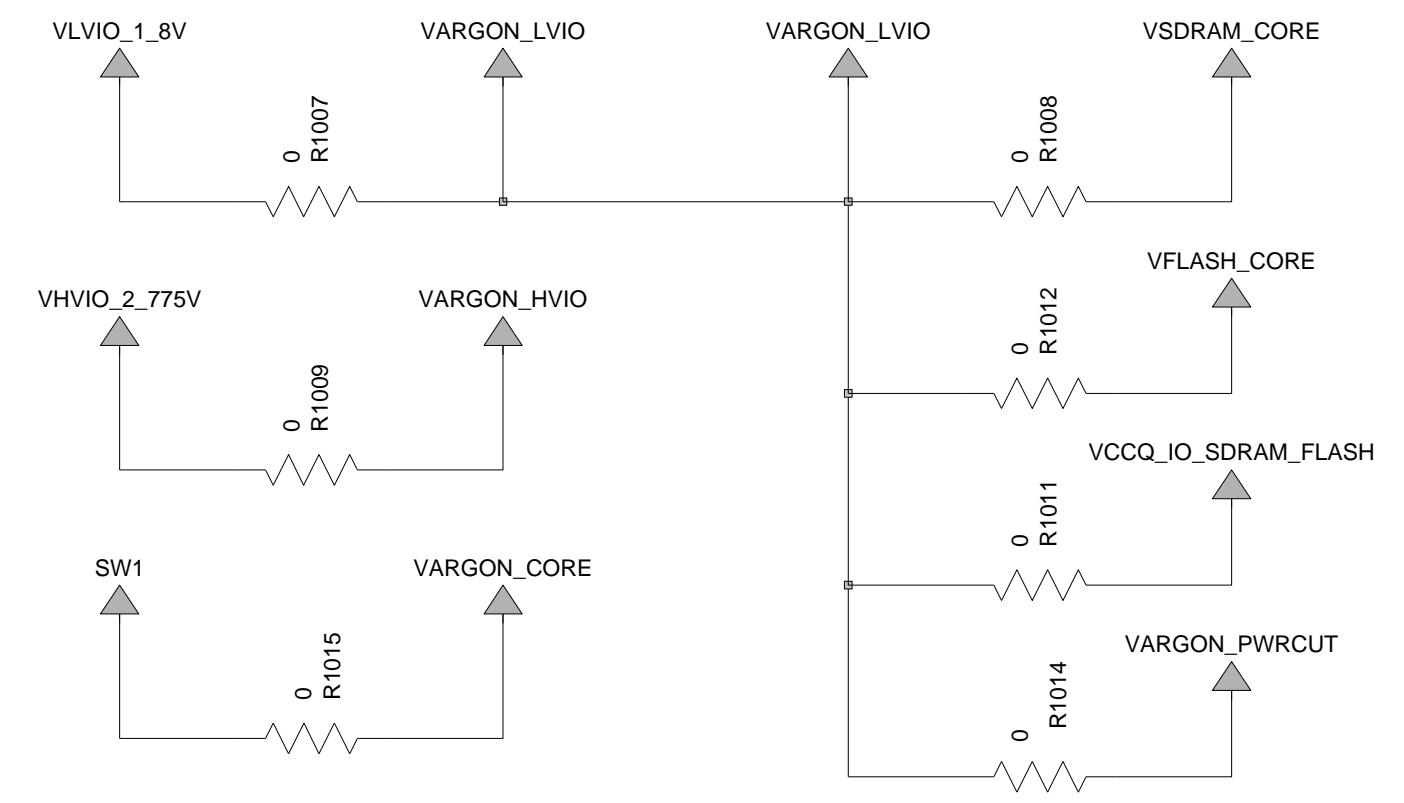 VLVIO_1_8V
VARGON_LVIO
VARGON_LVIO
VSDRAM_CORE
0
R1007
0
R1008
VFLASH_CORE
VHVIO_2_775V
VARGON_HVIO
0
R1012
0
R1009
VCCQ_IO_SDRAM_FLASH
0
R1011
SW1
VARGON_CORE
VARGON_PWRCUT
0
R1015
0
R1014